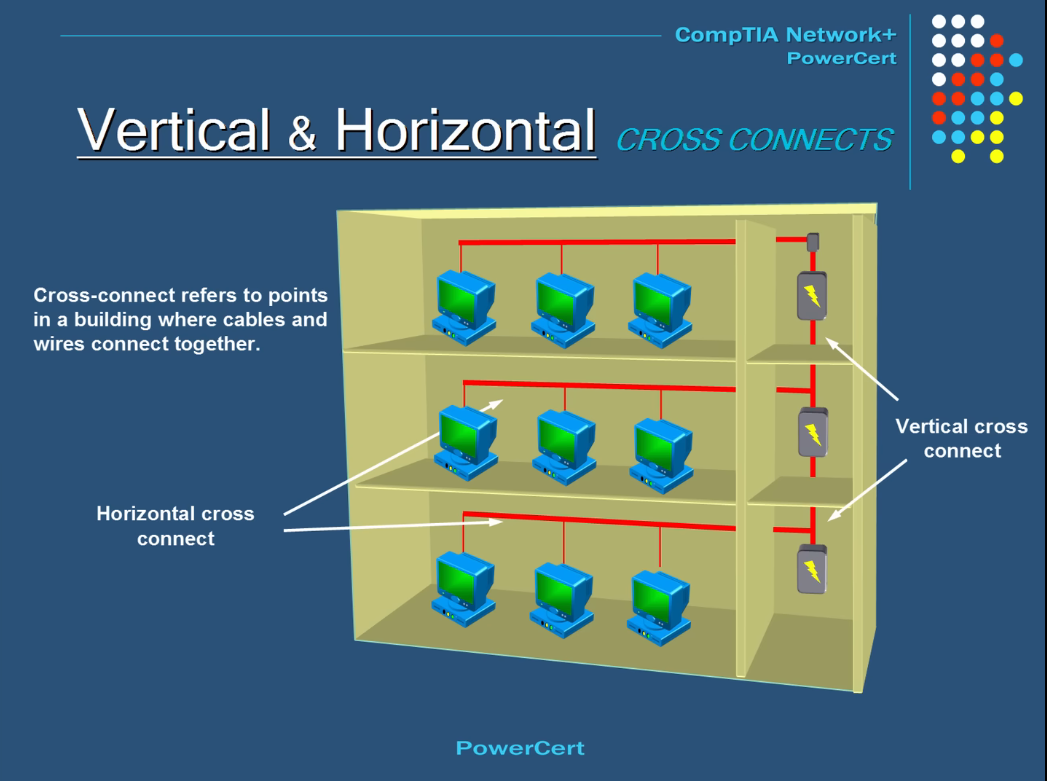 CompTIA Network+
PowerCert
Vertical & Horizontal CROSS CONNECTS
Cross-connect refers to points
in a building where cables and
wires connect together.
Vertical cross
connect
Horizontal cross
connect
PowerCert